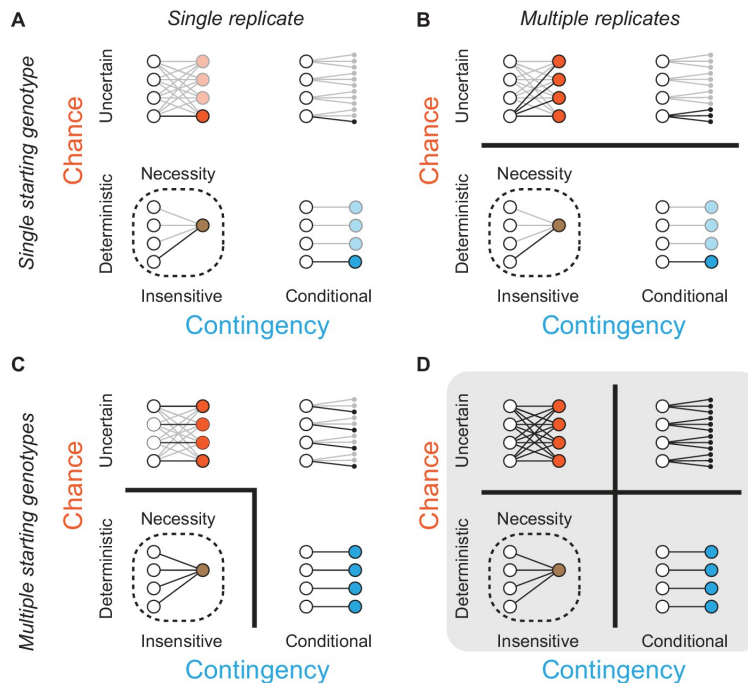 Single replicate
Multiple replicates
A
Single starting genotype
Chance
Uncertain
Deterministic
Necessity
Insensitive
Conditional
Contingency
B
Chance
Uncertain
Deterministic
Necessity
Insensitive
Conditional
Contingency
C
Multiple starting genotypes
Chance
Uncertain
Deterministic
Necessity
Insensitive
Conditional
Contingency
D
Chance
Uncertain
Deterministic
Necessity
Insensitive
Conditional
Contingency